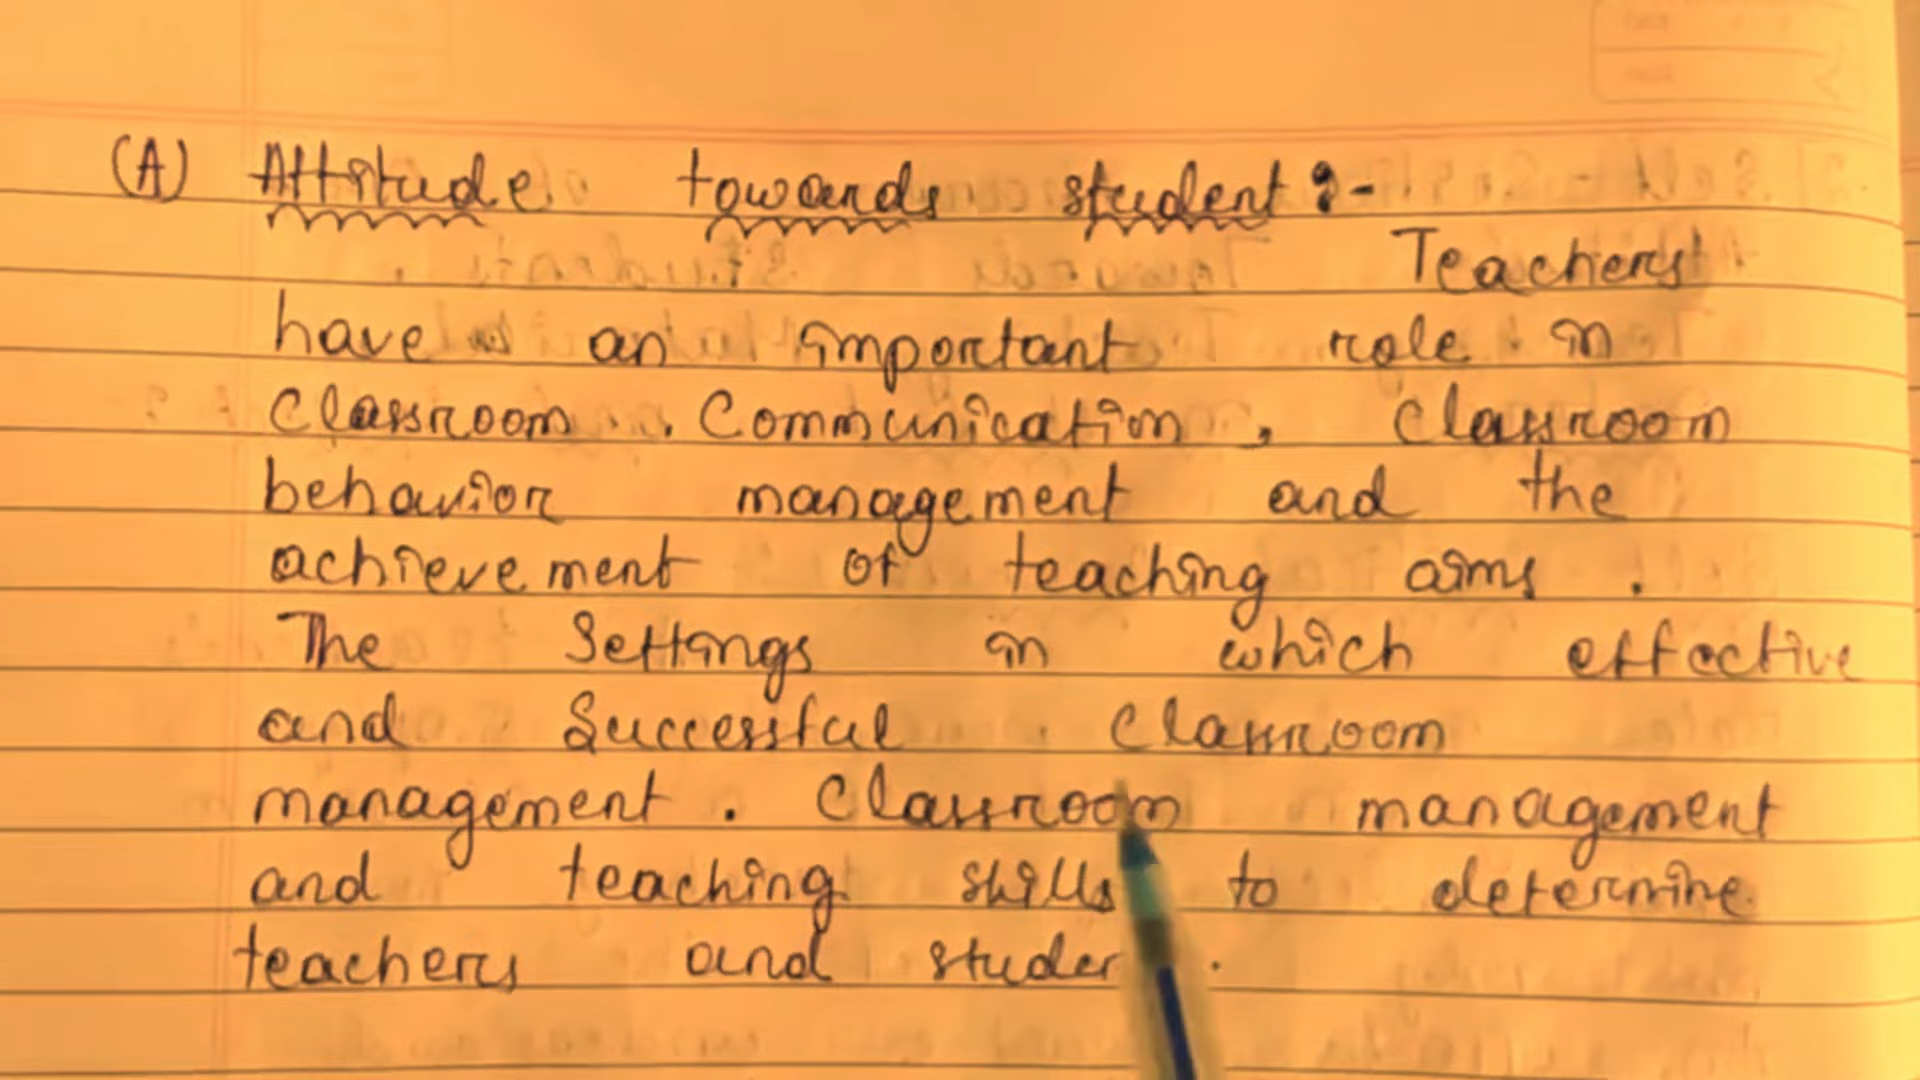 (A) Attitude towards student :-
Teachers
have an important role in
Classroom . Communication , Classroom
behavior management and the
achievement of teaching aims .
The Settings in which effective
and Successful Classroom
management . Classroom management
and teaching skills to determine
teachers and